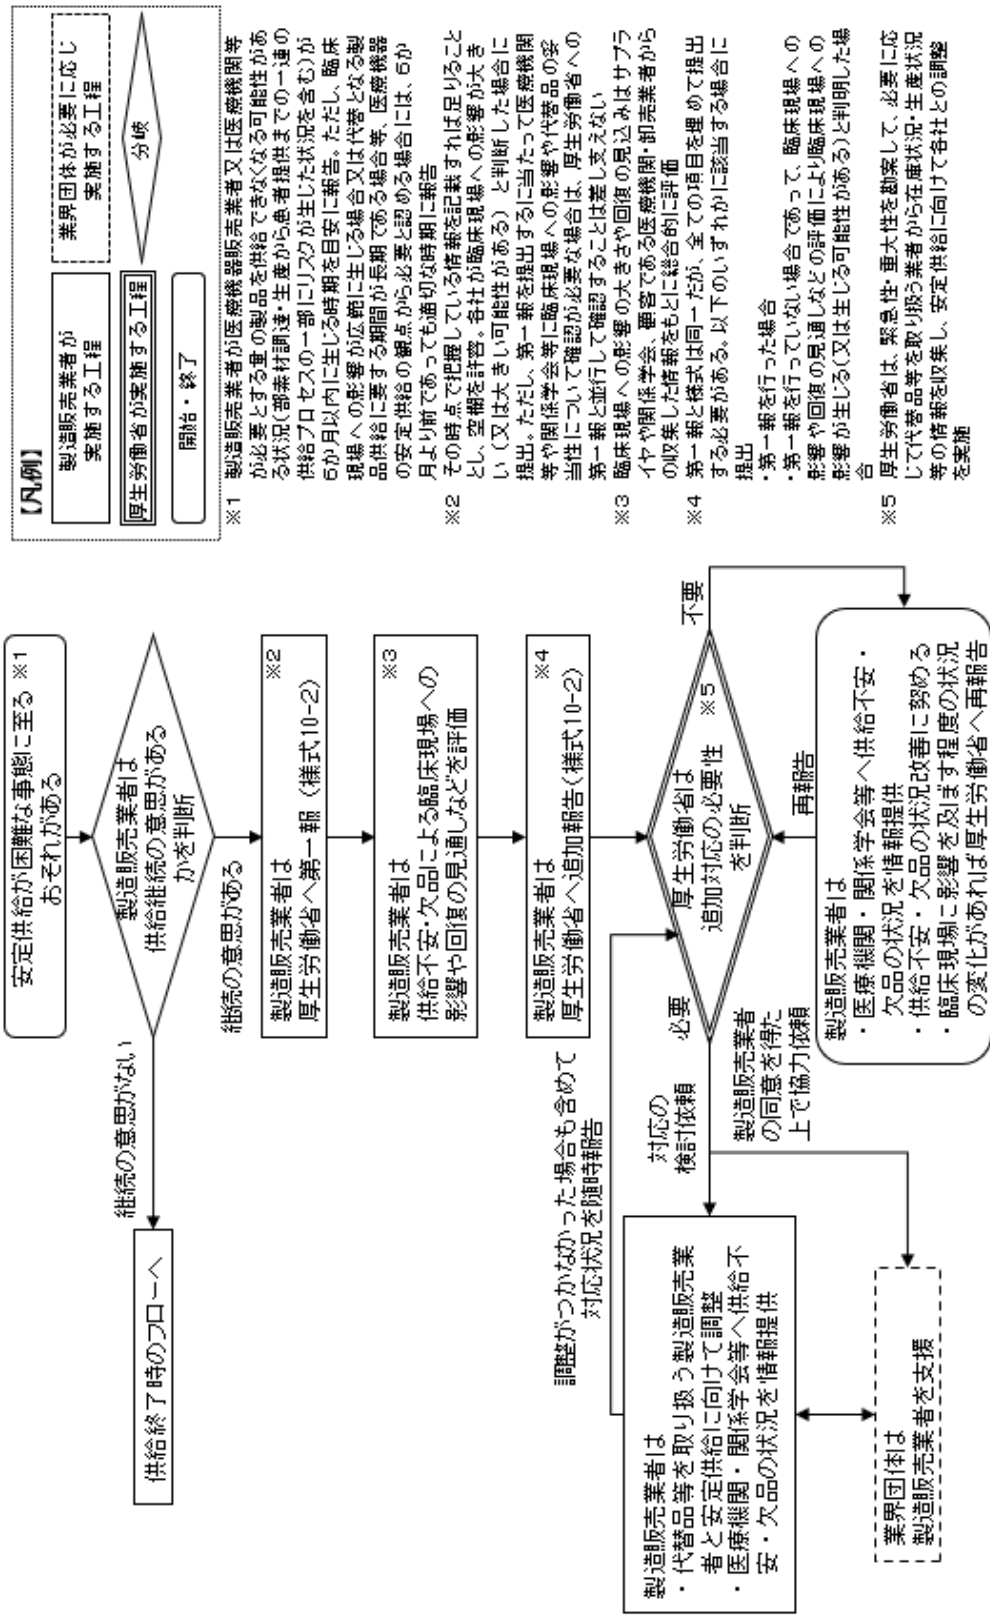 安定供給が困難な事態に至る ※1
おそれがある
製造販売業者は
供給継続の意思がある
かを判断
継続の意思がない
供給終了時のフローへ
継続の意思がある
※2
製造販売業者は
厚生労働省へ第一報（様式10-2）
※3
製造販売業者は
供給不安・欠品による臨床現場への
影響や回復の見通しなどを評価
※4
製造販売業者は
厚生労働省へ追加報告（様式10-2）
厚生労働省は ※5
追加対応の必要性
を判断
不要
必要
再報告
製造販売業者は
・医療機関・関係学会等へ供給不安・
欠品の状況を情報提供
・供給不安・欠品の状況改善に努める
・臨床現場に影響を及ぼす程度の状況
の変化があれば厚生労働省へ再報告
調整がつかなかった場合も含めて
対応状況を随時報告
対応の
検討依頼
製造販売業者
の同意を得た
上で協力依頼
製造販売業者は
・代替品等を取り扱う製造販売業
者と安定供給に向けて調整
・医療機関・関係学会等へ供給不
安・欠品の状況を情報提供
業界団体は
製造販売業者を支援
【凡例】
製造販売業者が
実施する工程
業界団体が必要に応じ
実施する工程
厚生労働省が実施する工程
分岐
開始・終了
※1 製造販売業者が医療機器販売業者又は医療機関等
が必要とする量の製品を供給できなくなる可能性があ
る状況（部素材調達・生産から患者提供までの一連の
供給プロセスの一部にリスクが生じた状況を含む）が
6か月以内に生じる時期を目安に報告。ただし、臨床
現場への影響が広範に生じる場合又は代替となる製
品供給に要する期間が長期である場合等、医療機器
の安定供給の観点から必要と認める場合には、6か
月より前であっても適切な時期に報告
※2 その時点で把握している情報を記載すれば足りること
とし、空欄を許容。各社が臨床現場への影響が大き
い（又は大きい可能性がある）と判断した場合に
提出。ただし、第一報を提出するに当たって医療機関
等や関係学会等に臨床現場への影響や代替品の妥
当性について確認が必要な場合は、厚生労働省への
第一報と並行して確認することは差し支えない
※3 臨床現場への影響の大きさや回復の見込みはサプラ
イヤや関係学会、顧客である医療機関・卸売業者から
の収集した情報をもとに総合的に評価
※4 第一報と様式は同一だが、全ての項目を埋めて提出
する必要がある。以下のいずれかに該当する場合に
提出
・第一報を行った場合
・第一報を行っていない場合であって、臨床現場への
影響や回復の見通しなどの評価により臨床現場への
影響が生じる（又は生じる可能性がある）と判明した場
合
※5 厚生労働省は、緊急性・重大性を勘案して、必要に応
じて代替品等を取り扱う業者から在庫状況・生産状況
等の情報を収集し、安定供給に向けて各社との調整
を実施